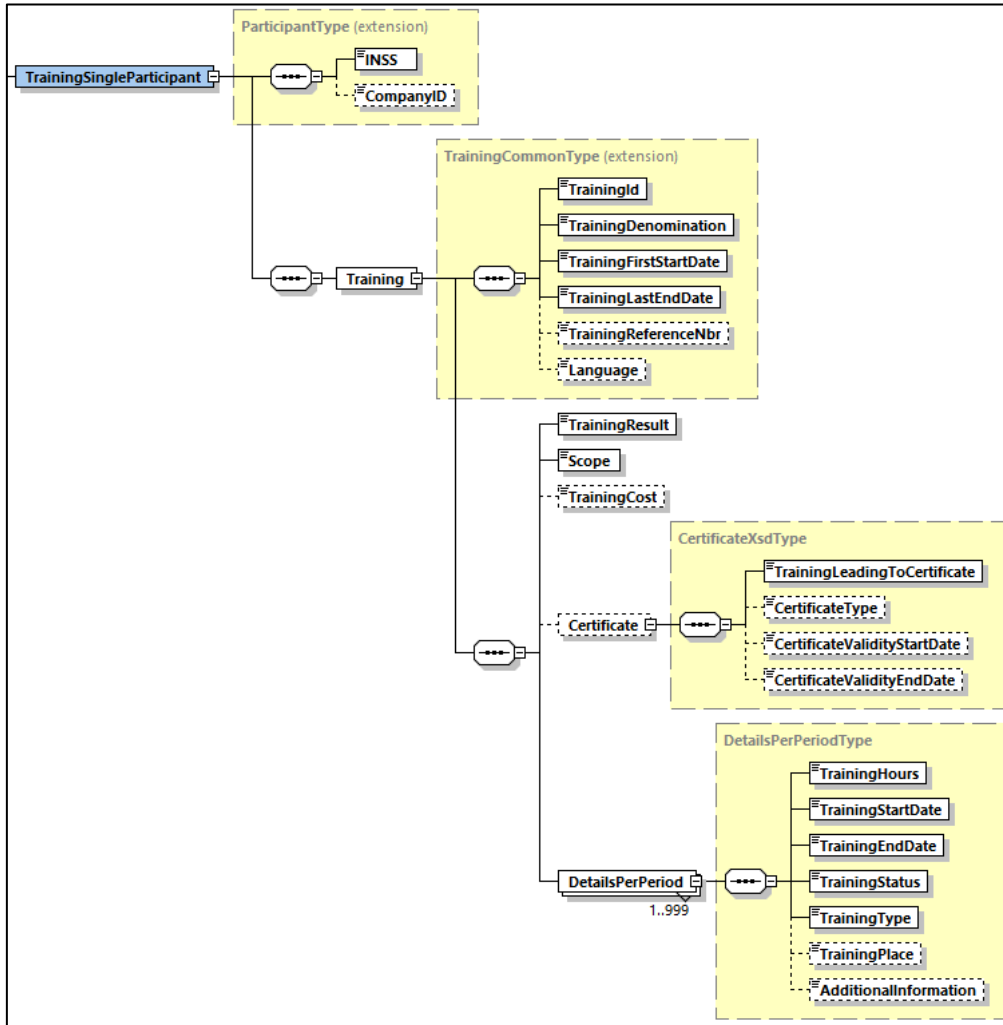 ParticipantType (extension)
TrainingSingleParticipant
INSS
CompanyID
TrainingCommonType (extension)
TrainingId
TrainingDenomination
TrainingFirstStartDate
TrainingLastEndDate
TrainingReferenceNbr
Language
Training
TrainingResult
Scope
TrainingCost
CertificateXsdType
Certificate
TrainingLeadingToCertificate
CertificateType
CertificateValidityStartDate
CertificateValidityEndDate
DetailsPerPeriodType
DetailsPerPeriod
1..999
TrainingHours
TrainingStartDate
TrainingEndDate
TrainingStatus
TrainingType
TrainingPlace
AdditionalInformation